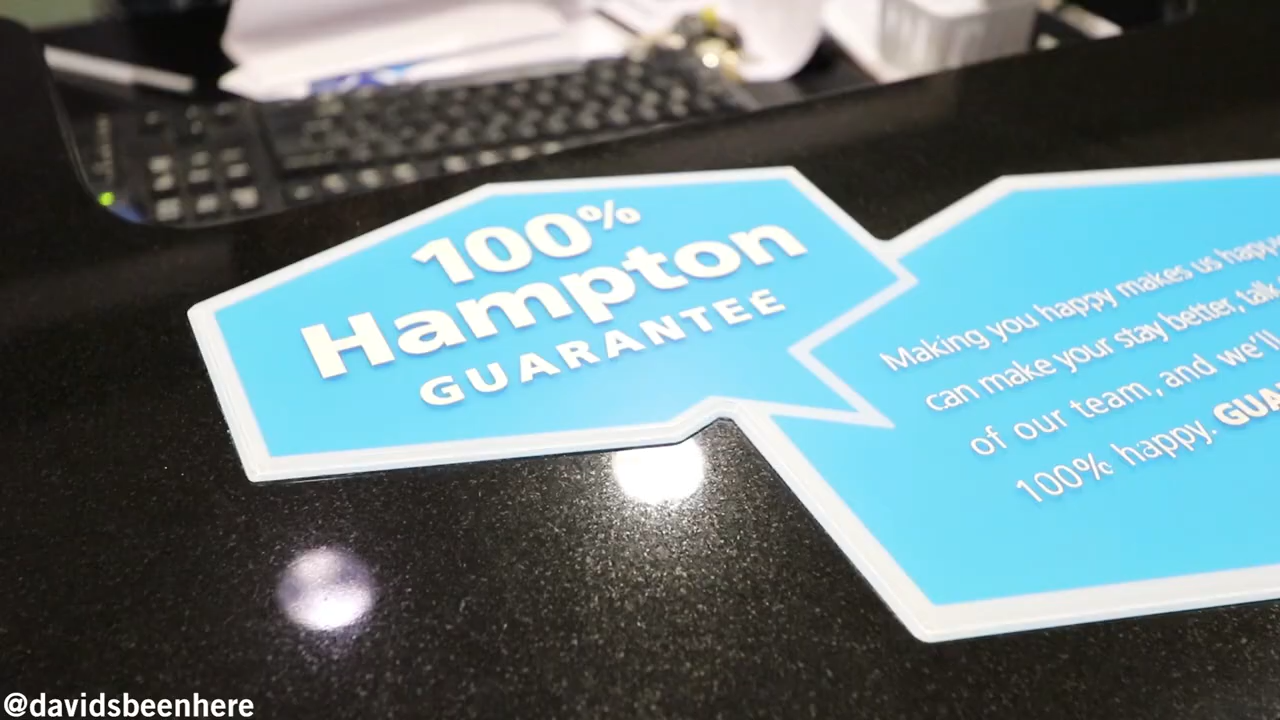 100%
Hampton
GUARANTEE
Making you happy makes us
can make your stay better,
of our team, and we'll
100% happy.
@davidsbeenhere